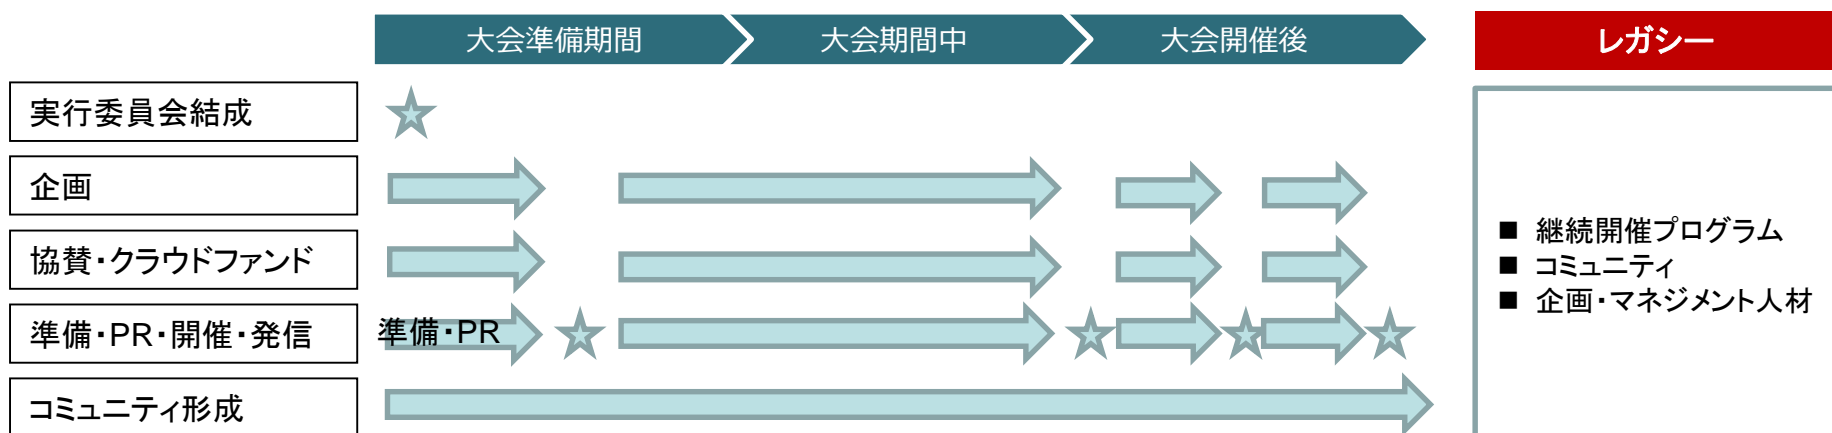 大会準備期間
大会期間中
大会開催後
レガシー
実行委員会結成
企画
協賛・クラウドファンド
準備・PR・開催・発信
準備・PR
コミュニティ形成
■ 継続開催プログラム
■ コミュニティ
■ 企画・マネジメント人材